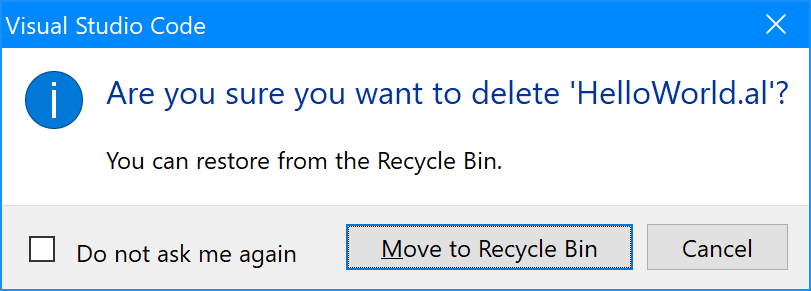 Visual Studio Code
Are you sure you want to delete 'HelloWorld.al'?
You can restore from the Recycle Bin.
Do not ask me again
Move to Recycle Bin
Cancel